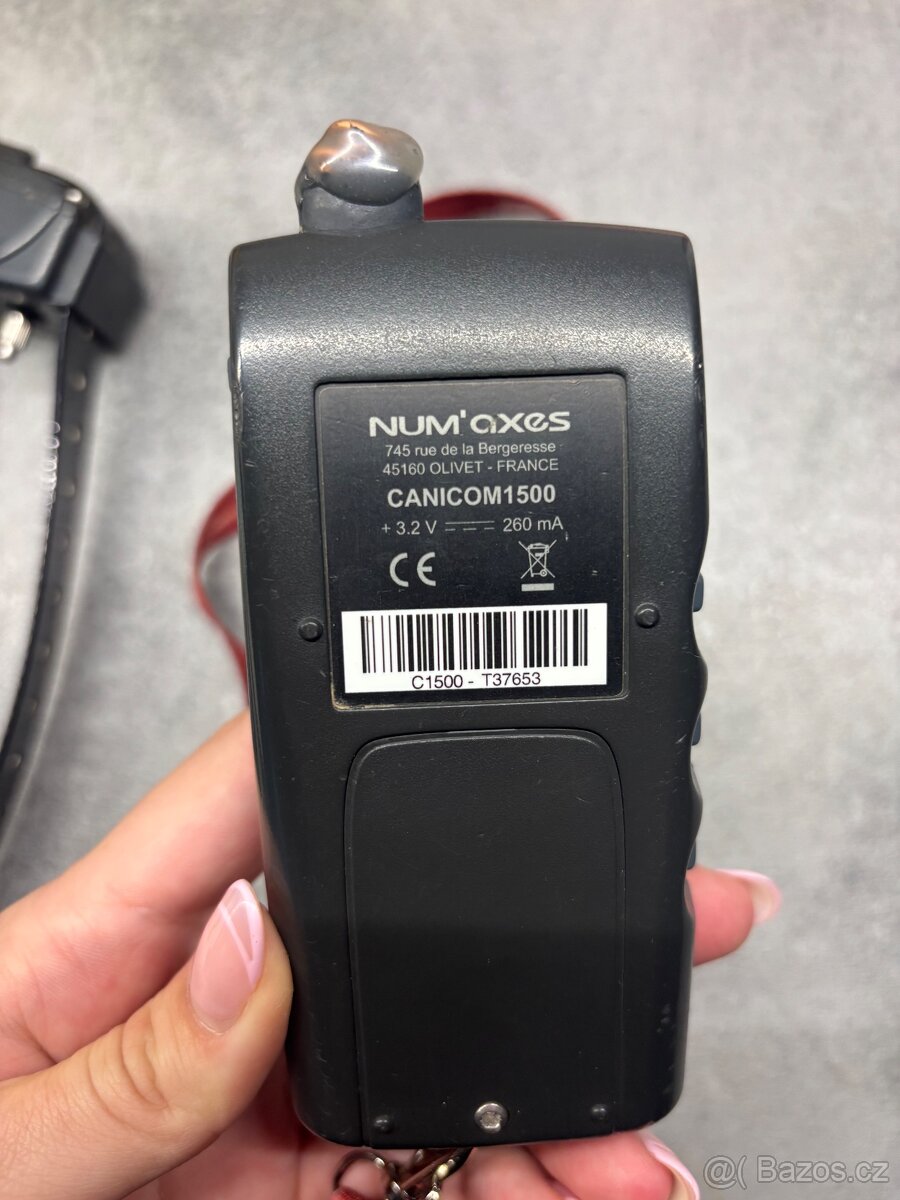 NUM'axes
745 rue de la Bergeresse
45160 OLIVET - FRANCE
CANICOM1500
+ 3.2 V 260 mA
CE
C1500 - T37653
@( Bazos.cz